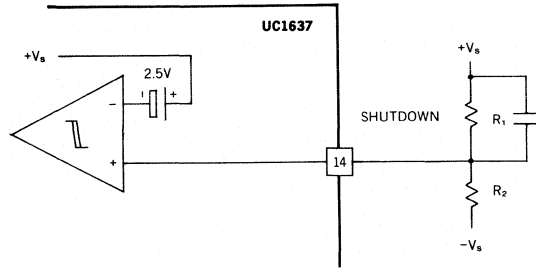 UC1637
+Vs
2.5V
− +
+
14
SHUTDOWN
+Vs
R1
R2
−Vs